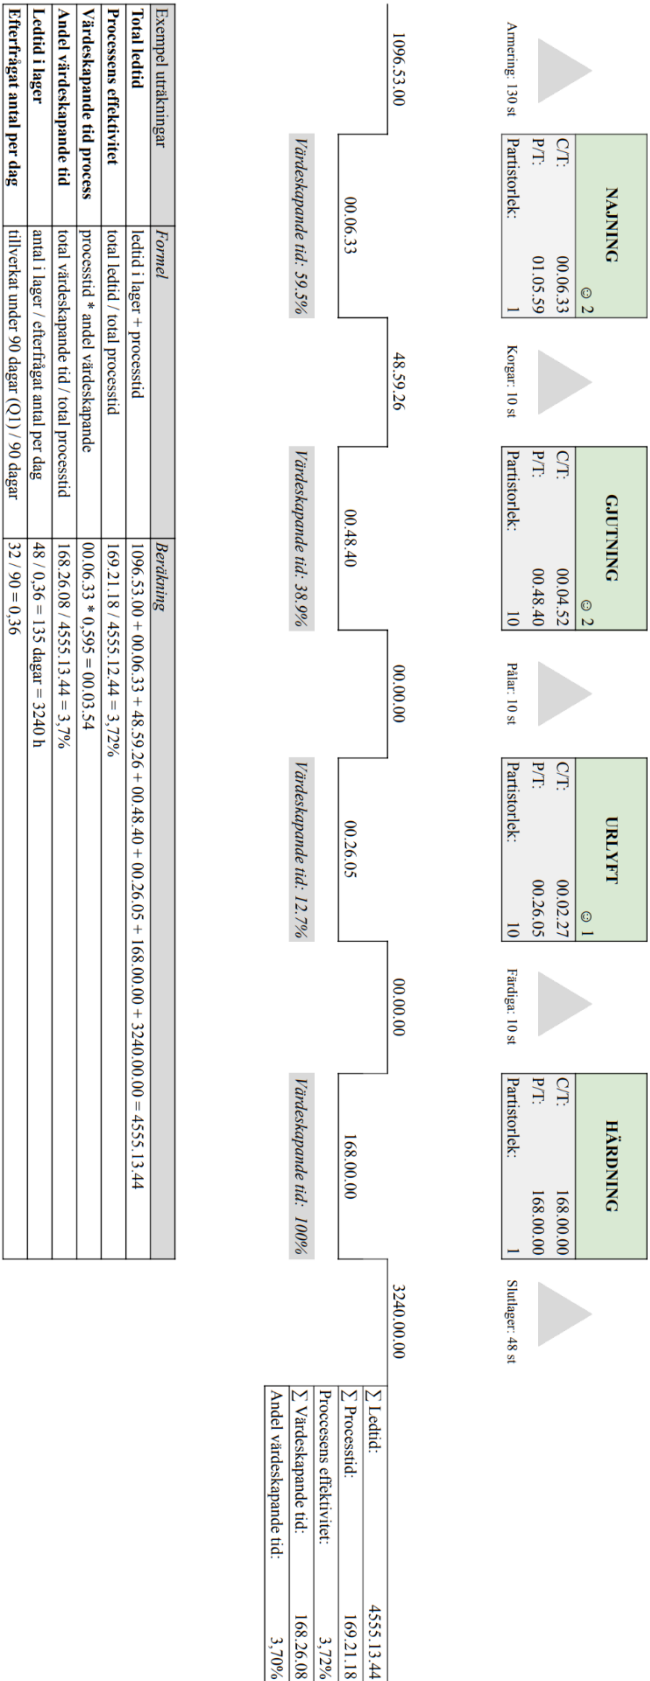 NAJNING
☺ 2
C/T: 00.06.33
P/T: 01.05.59
Partistorlek: 1
GJUTNING
☺ 2
C/T: 00.04.52
P/T: 00.48.40
Partistorlek: 10
URLYFT
☺ 1
C/T: 00.02.27
P/T: 00.26.05
Partistorlek: 10
HÄRDNING
C/T: 168.00.00
P/T: 168.00.00
Partistorlek: 1
Armering: 130 st
Korgar: 10 st
Pålar: 10 st
Färdiga: 10 st
Slutlager: 48 st
1096.53.00
48.59.26
00.00.00
00.00.00
3240.00.00
00.06.33
00.48.40
00.26.05
168.00.00
Värdeskapande tid: 59.5%
Värdeskapande tid: 38.9%
Värdeskapande tid: 12.7%
Värdeskapande tid: 100%
∑ Ledtid: 4555.13.44
∑ Processtid: 169.21.18
Proccesens effektivitet: 3,72%
∑ Värdeskapande tid: 168.26.08
Andel värdeskapande tid: 3,70%
Exempel uträkningar Formel Beräkning
Total ledtid ledtid i lager + processtid 1096.53.00 + 00.06.33 + 48.59.26 + 00.48.40 + 00.26.05 + 168.00.00 + 3240.00.00 = 4555.13.44
Processens effektivitet total ledtid / total processtid 169.21.18 / 4555.12.44 = 3,72%
Värdeskapande tid process processtid * andel värdeskapande 00.06.33 * 0,595 = 00.03.54
Andel värdeskapande tid total värdeskapande tid / total processtid 168.26.08 / 4555.13.44 = 3,7%
Ledtid i lager antal i lager / efterfrågat antal per dag 48 / 0,36 = 135 dagar = 3240 h
Efterfrågat antal per dag tillverkat under 90 dagar (Q1) / 90 dagar 32 / 90 = 0,36